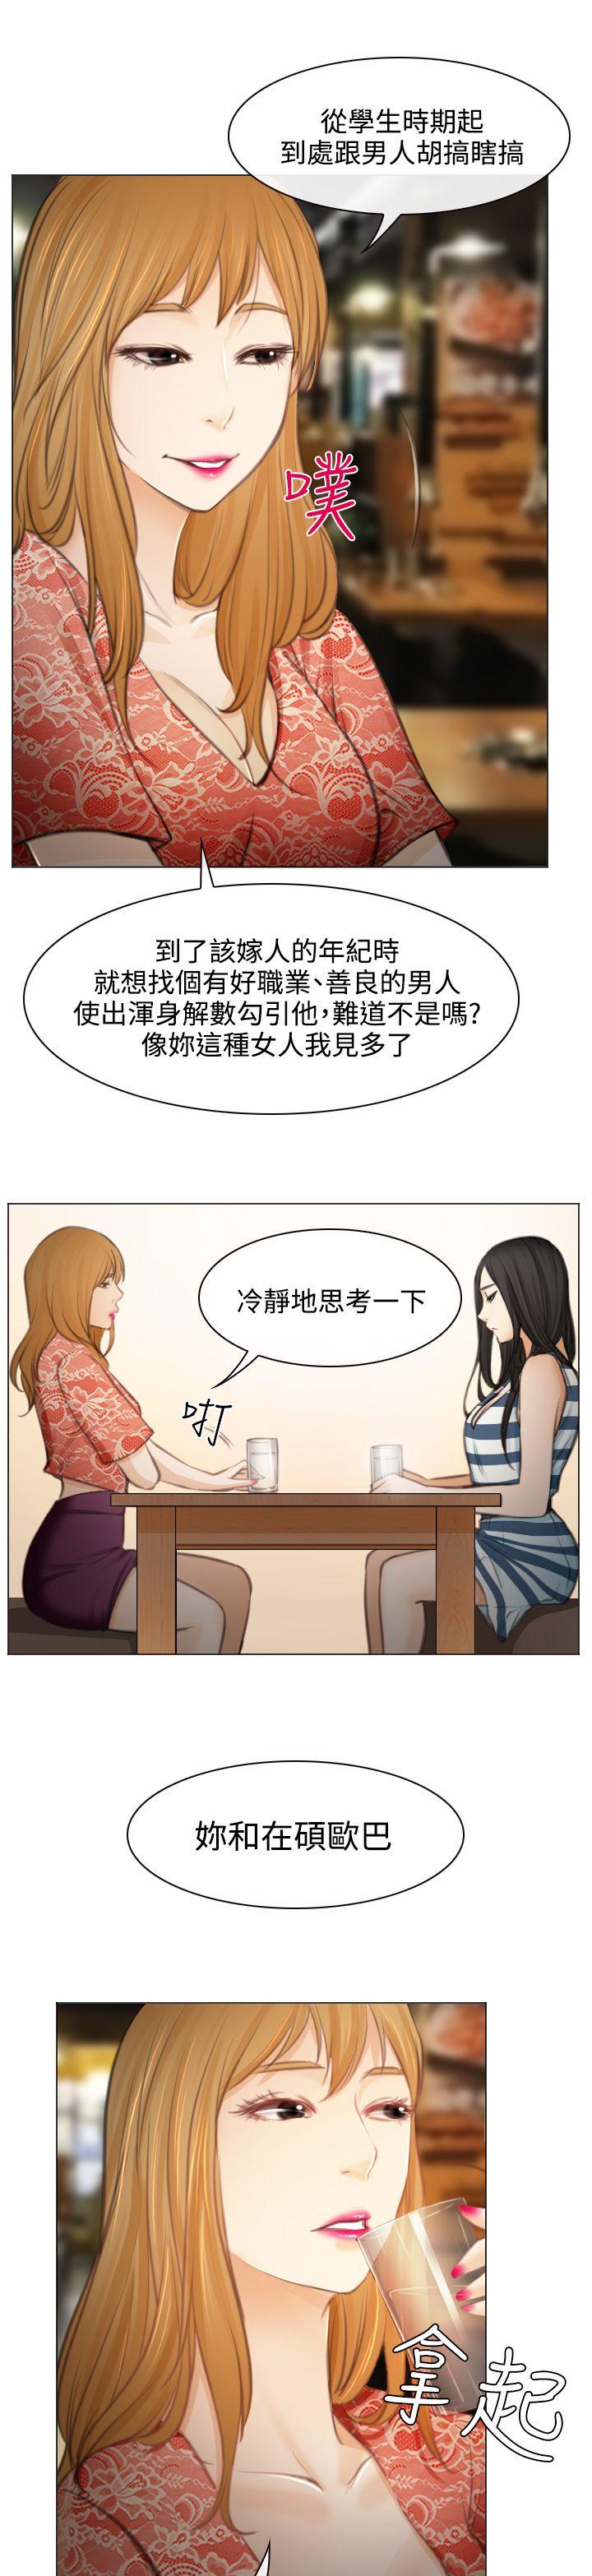 從學生時期起
到處跟男人胡搞瞎搞
噗
到了該嫁人的年紀時
就想找個有好職業、善良的男人
使出渾身解數勾引他，難道不是嗎?
像妳這種女人我見多了
冷靜地思考一下
叮
妳和在碩歐巴
拿起